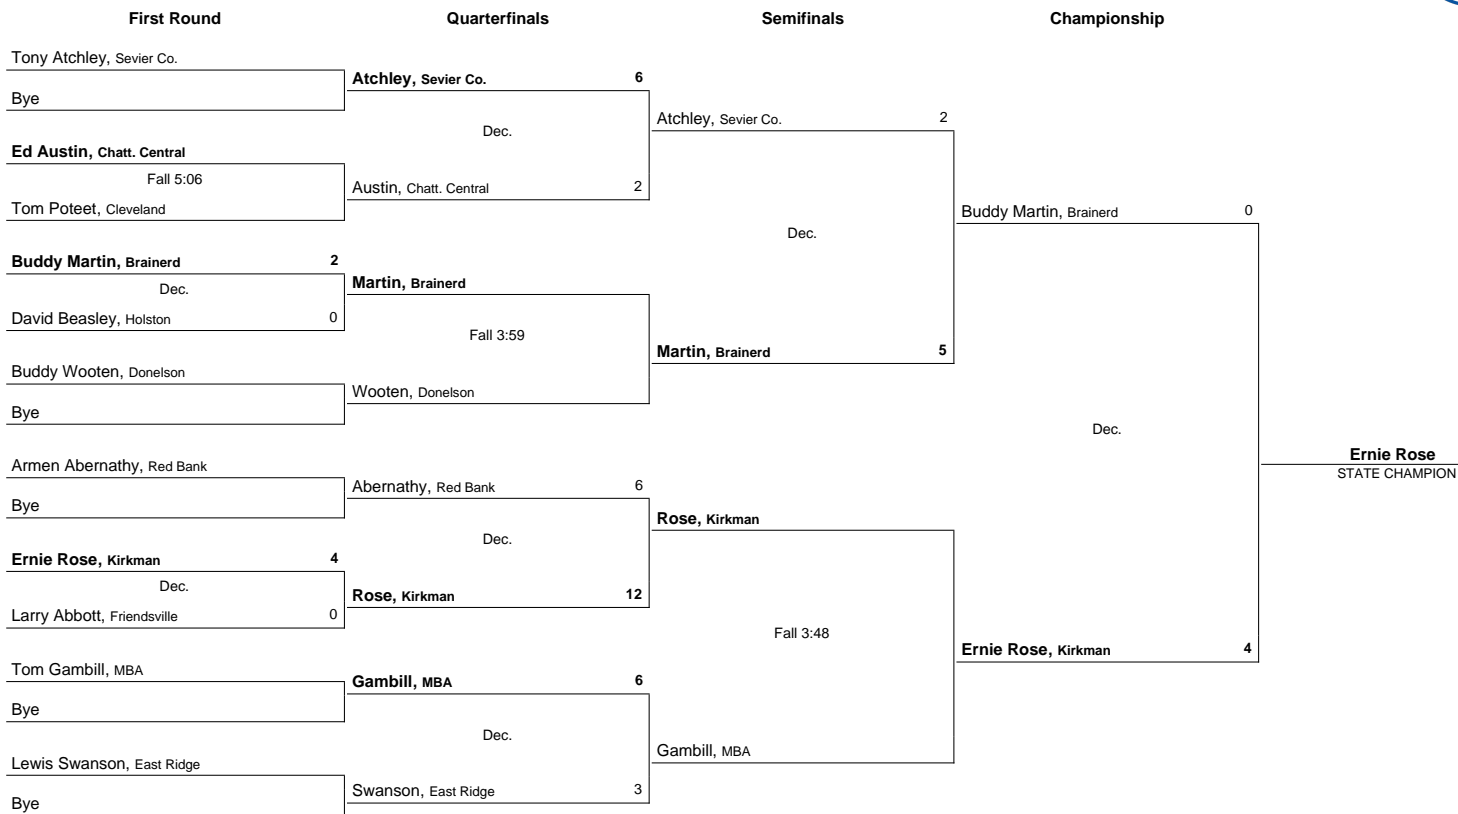 First Round
Quarterfinals
Semifinals
Championship
Tony Atchley, Sevier Co.
Bye
Ed Austin, Chatt. Central
Fall 5:06
Tom Poteet, Cleveland
Buddy Martin, Brainerd 2
Dec.
David Beasley, Holston 0
Buddy Wooten, Donelson
Bye
Armen Abernathy, Red Bank
Bye
Ernie Rose, Kirkman 4
Dec.
Larry Abbott, Friendsville 0
Tom Gambill, MBA
Bye
Lewis Swanson, East Ridge
Bye
Atchley, Sevier Co. 6
Dec.
Austin, Chatt. Central 2
Martin, Brainerd
Fall 3:59
Wooten, Donelson
Abernathy, Red Bank 6
Dec.
Rose, Kirkman 12
Gambill, MBA 6
Dec.
Swanson, East Ridge 3
Atchley, Sevier Co. 2
Dec.
Martin, Brainerd 5
Rose, Kirkman
Fall 3:48
Gambill, MBA
Buddy Martin, Brainerd 0
Dec.
Ernie Rose, Kirkman 4
Ernie Rose
STATE CHAMPION